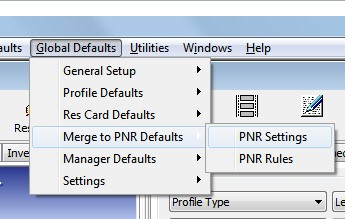 Global Defaults Utilities Windows Help
General Setup
Profile Defaults
Res Card Defaults
Merge to PNR Defaults
PNR Settings
Manager Defaults
PNR Rules
Settings
Profile Type